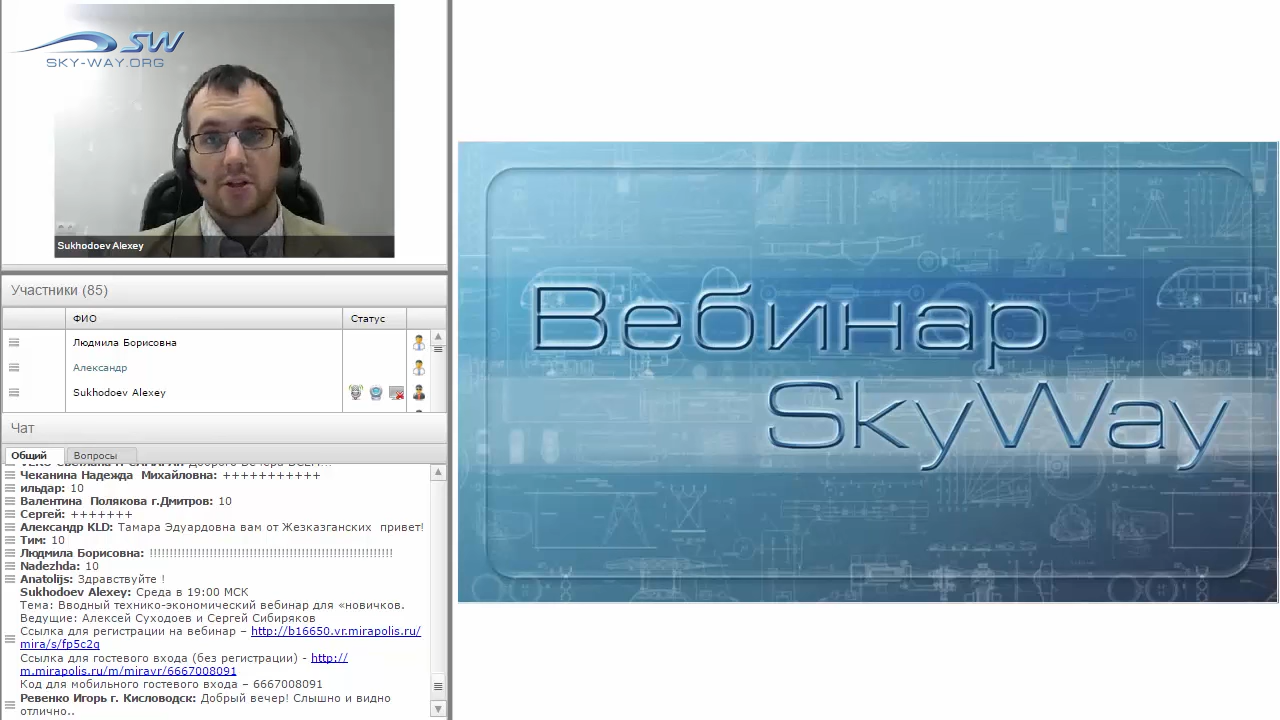 SW
SKY-WAY.ORG
Sukhodoev Alexey
Участники (85)
ФИО
Статус
Людмила Борисовна
Александр
Sukhodoev Alexey
Чат
Общий
Вопросы
Чеканина Надежда Михайловна: +++++++++++
ильдар: 10
Валентина Полякова г.Дмитров: 10
Сергей: +++++++
Александр KLD: Тамара Эдуардовна вам от Жезказганских привет!
Тим: 10
Людмила Борисовна: !!!!!!!!!!!!!!!!!!!!!!!!!!!!!!!!!!!!!!!!!!!!!!!!!!!!!!!!!!!!!
Nadezhda: 10
Anatolijs: Здравствуйте !
Sukhodoev Alexey: Среда в 19:00 МСК
Тема: Вводный технико-экономический вебинар для «новичков.
Ведущие: Алексей Суходоев и Сергей Сибиряков
Ссылка для регистрации на вебинар – http://b16650.vr.mirapolis.ru/
mira/s/fp5c2q
Ссылка для гостевого входа (без регистрации) - http://
m.mirapolis.ru/m/miravr/6667008091
Код для мобильного гостевого входа – 6667008091
Ревенко Игорь г. Кисловодск: Добрый вечер! Слышно и видно
отлично..
Вебинар
SkyWay